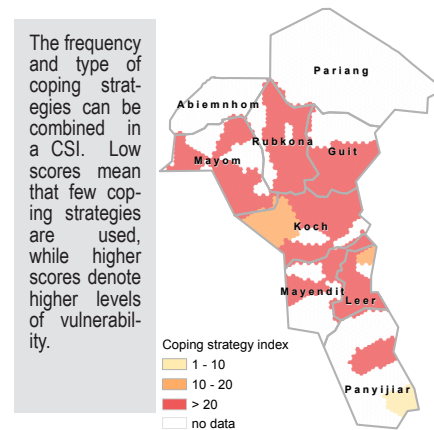 The frequency
and type of
coping strat-
egies can be
combined in
a CSI. Low
scores mean
that few cop-
ing strategies
are used,
while higher
scores denote
higher levels
of vulnerabil-
ity.
Pariang
Abiemnhom
Rubkona
Guit
Mayom
Koch
Mayendit
Leer
Panyijiar
Coping strategy index
1 - 10
10 - 20
> 20
no data